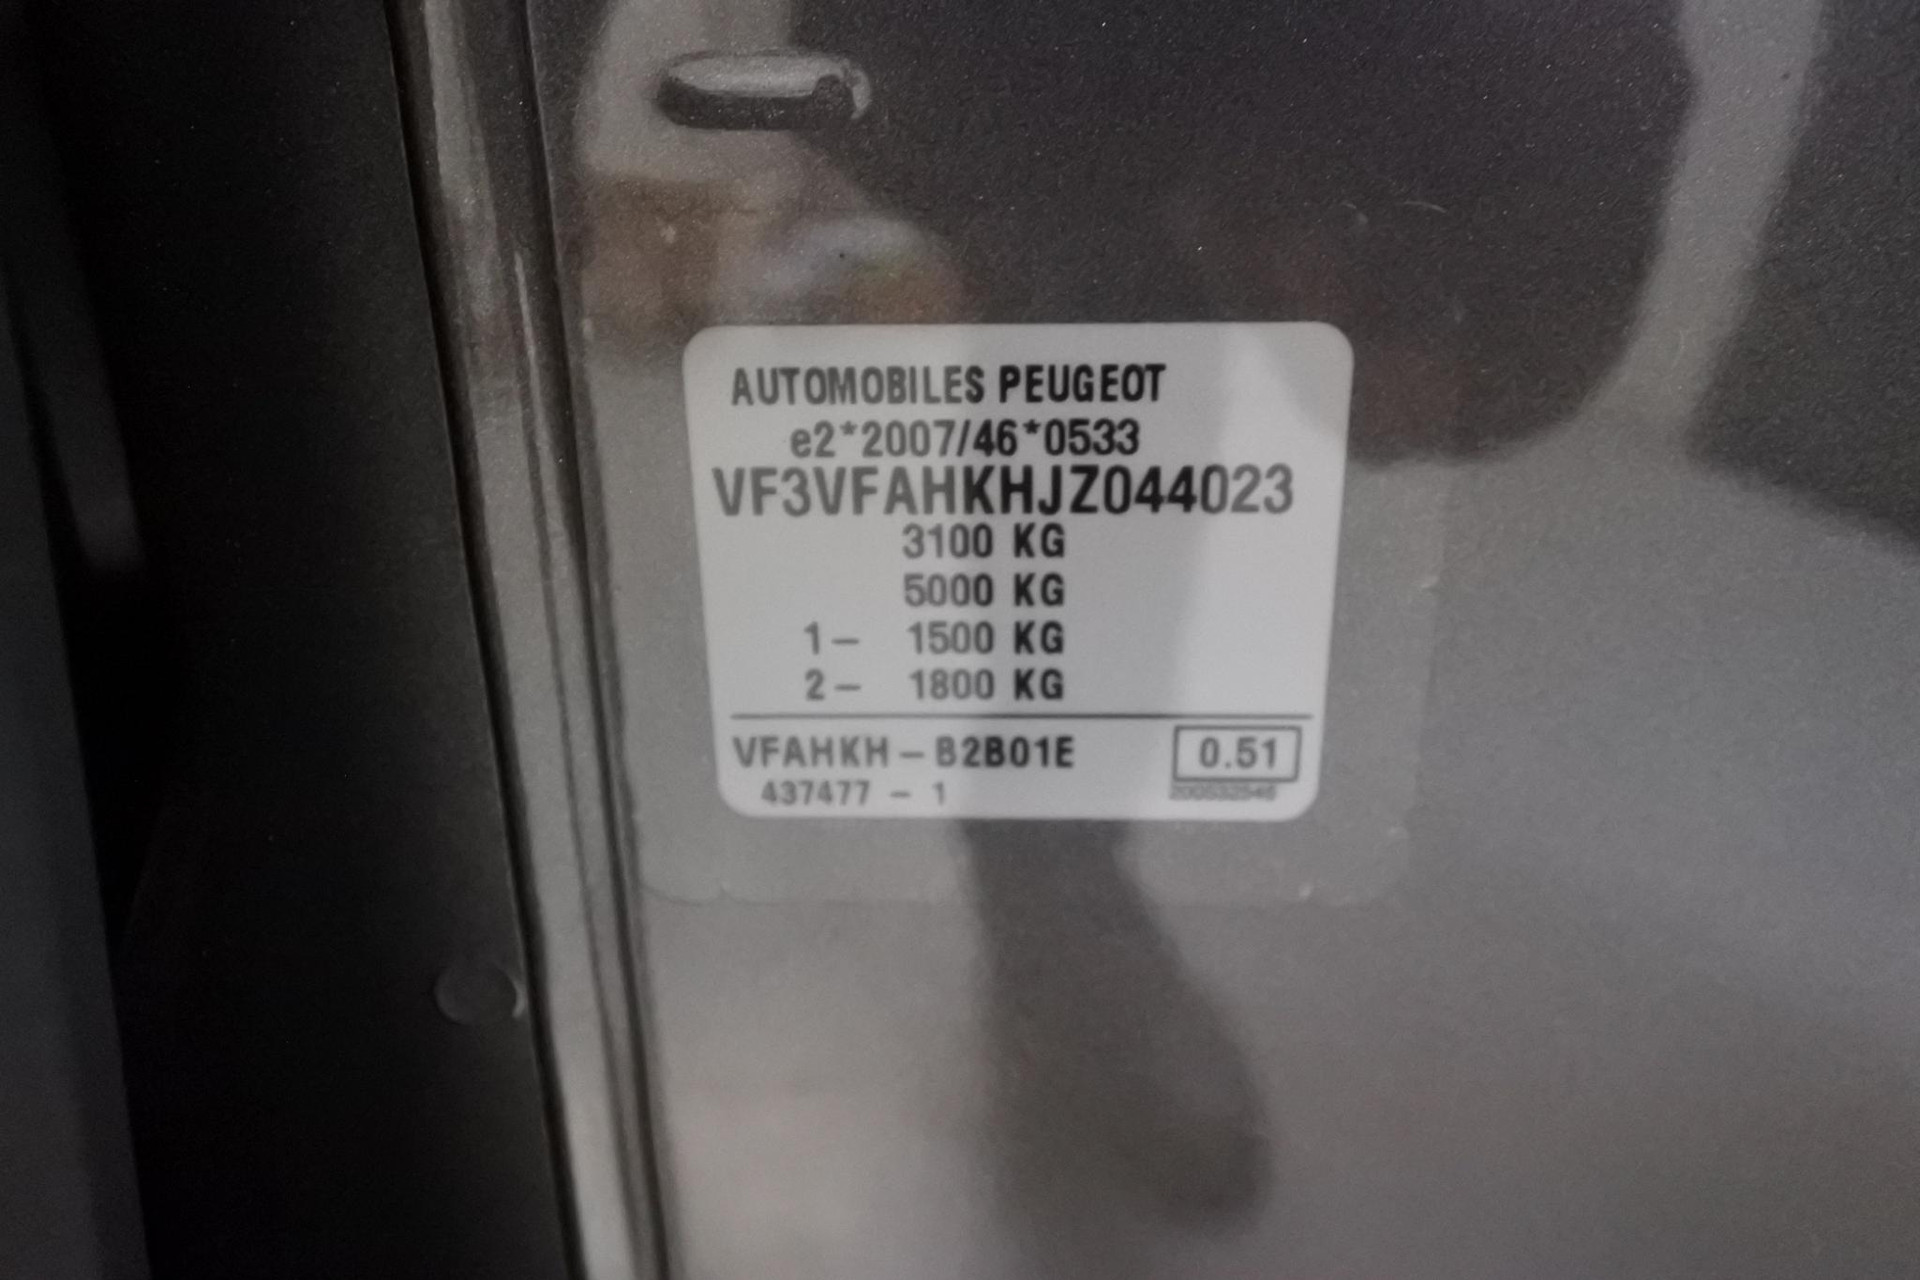 AUTOMOBILES PEUGEOT
e2*2007/46*0533
VF3VFAHKHJZ044023
3100 KG
5000 KG
1– 1500 KG
2– 1800 KG
VFAHKH – B2B01E 0.51
437477 – 1